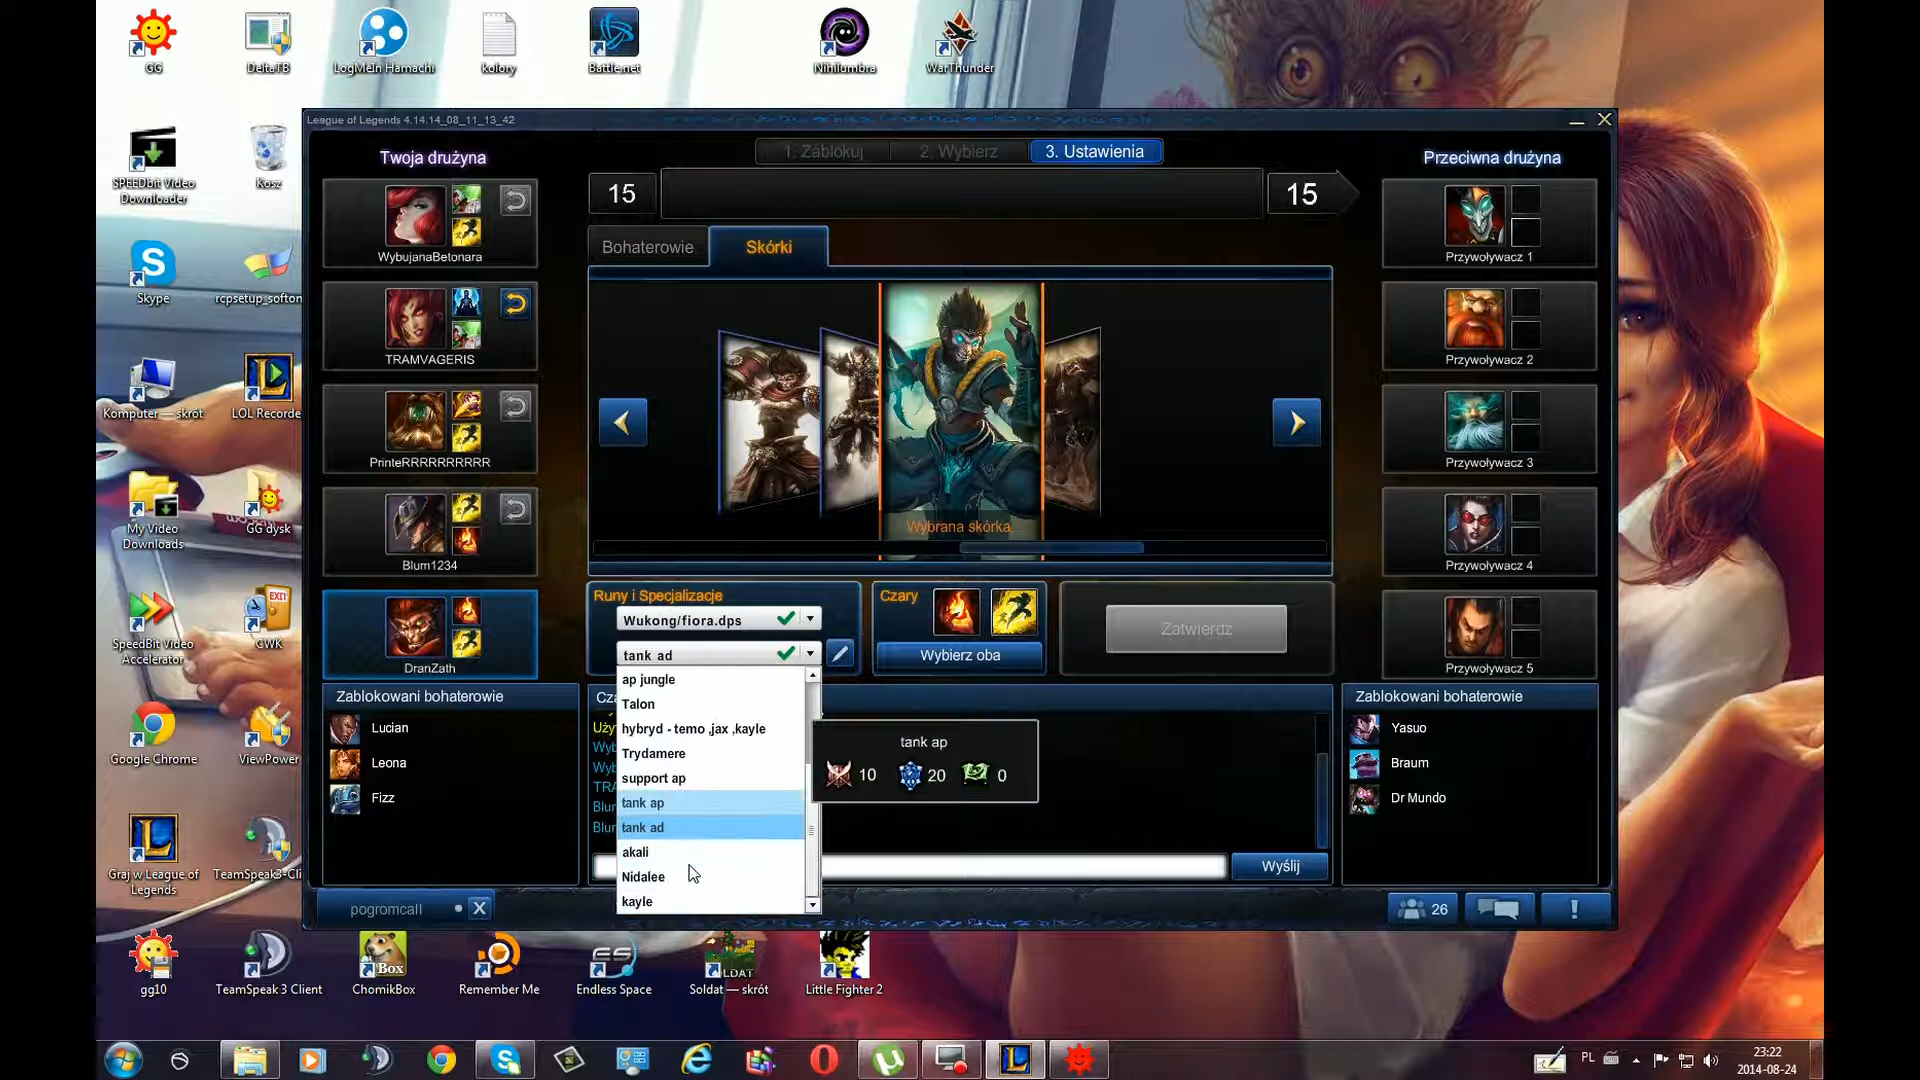 GG
DeltaTB
LogMeIn Hamachi
kolory
Battle.net
Nihilumbra
WarThunder
SPEEDbit Video
Downloader
Kosz
Skype
rcpsetup_softon
Komputer — skrót
LOL Recorde
My Video
Downloads
GG dysk
SpeedBit Video
Accelerator
CWK
EXIT
Google Chrome
ViewPower
Graj w League of
Legends
TeamSpeak3-Cli
gg10
TeamSpeak 3 Client
ChomikBox
Box
Remember Me
Endless Space
Soldat — skrót
Little Fighter 2
League of Legends 4.14.14_08_11_13_42
Twoja drużyna
1. Zablokuj
2. Wybierz
3. Ustawienia
Przeciwna drużyna
15
15
Bohaterowie
Skórki
WybujanaBetonara
TRAMVAGERIS
PrinteRRRRRRRRRR
Blum1234
DranZath
Przywoływacz 1
Przywoływacz 2
Przywoływacz 3
Przywoływacz 4
Przywoływacz 5
Wybrana skórka
Runy i Specjalizacje
Wukong/fiora.dps
tank ad
Czary
Wybierz oba
Zatwierdz
ap jungle
Talon
hybryd - temo ,jax ,kayle
Trydamere
support ap
tank ap
tank ad
akali
Nidalee
kayle
tank ap
10
20
0
Zablokowani bohaterowie
Lucian
Leona
Fizz
Zablokowani bohaterowie
Yasuo
Braum
Dr Mundo
Wyślij
pogromcall
X
26
PL
23:22
2014-08-24